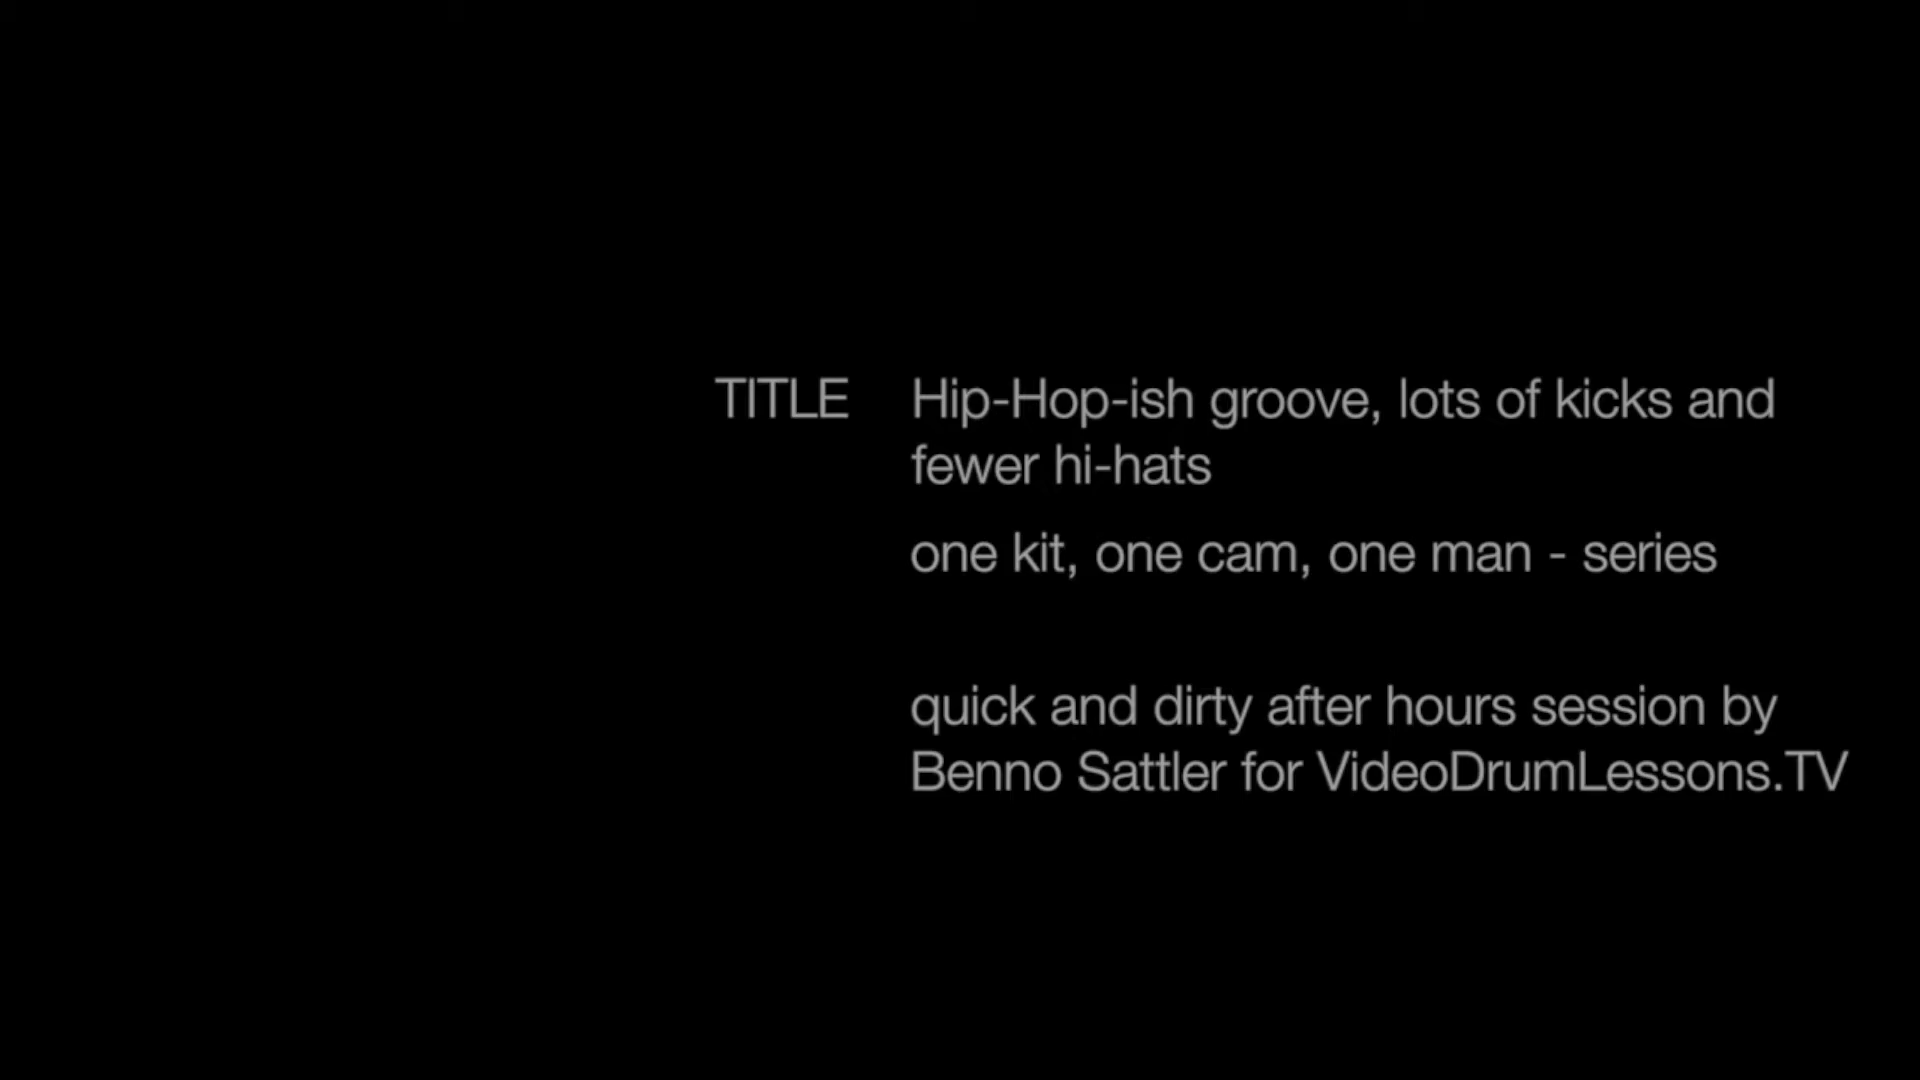 TITLE Hip-Hop-ish groove, lots of kicks and
fewer hi-hats
one kit, one cam, one man - series
quick and dirty after hours session by
Benno Sattler for VideoDrumLessons.TV